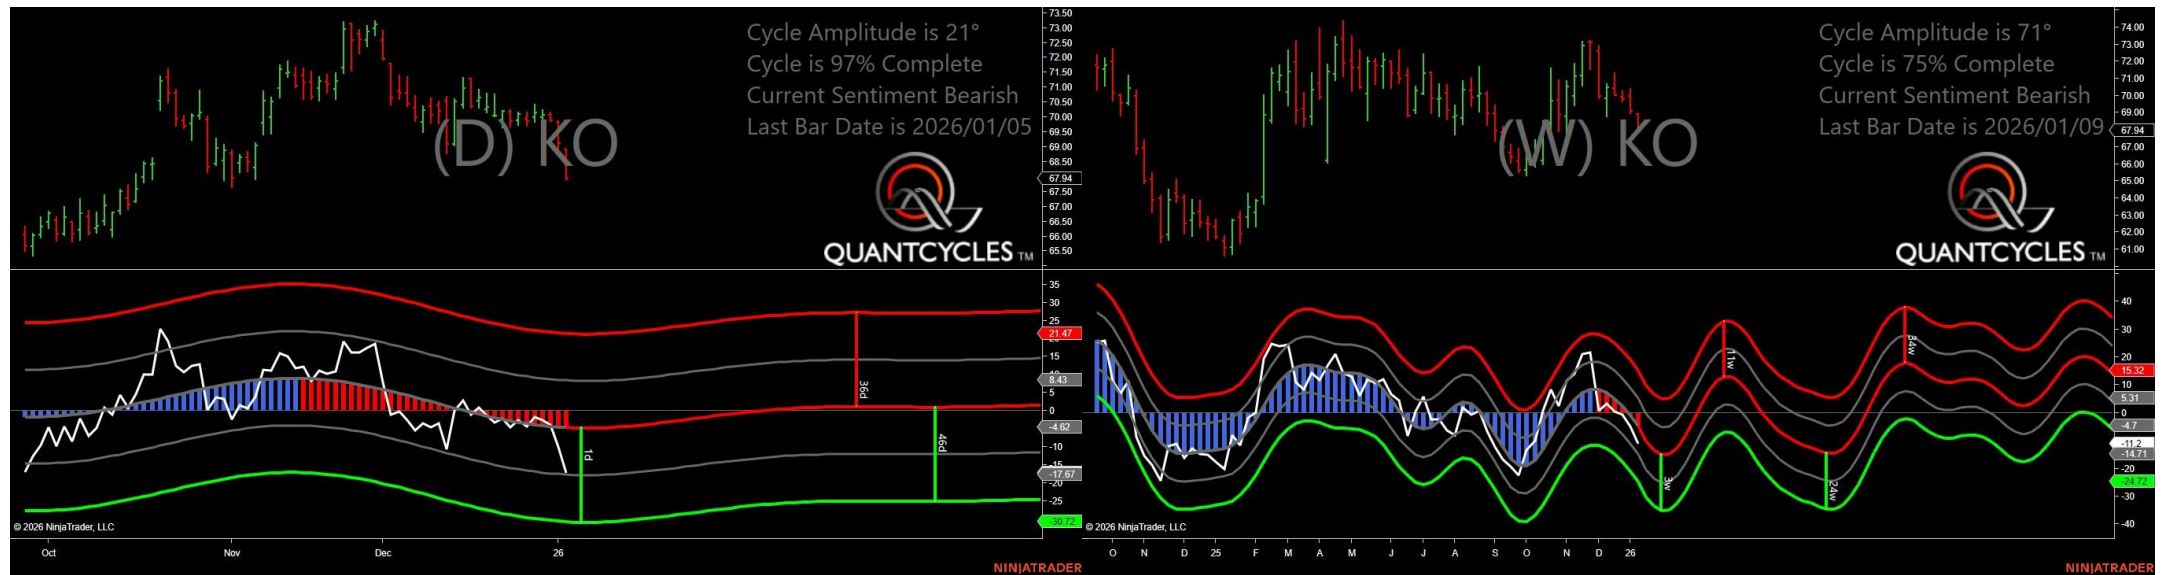 Cycle Amplitude is 21°
Cycle is 97% Complete
Current Sentiment Bearish
Last Bar Date is 2026/01/05
(D) KO
QUANTCYCLES TM
73.50
73.00
72.50
72.00
71.50
71.00
70.50
70.00
69.50
69.00
68.50
67.94
67.50
67.00
66.50
66.00
65.50
35
30
25
21.47
15
8.43
5
0
-4.62
-10
-15
-17.67
-20
-25
-30.72
1d
36d
46d
© 2026 NinjaTrader, LLC
Oct
Nov
Dec
26
NINJATRADER
Cycle Amplitude is 71°
Cycle is 75% Complete
Current Sentiment Bearish
Last Bar Date is 2026/01/09
(W) KO
QUANTCYCLES TM
74.00
73.00
72.00
71.00
70.00
69.00
67.94
67.00
66.00
65.00
64.00
63.00
62.00
61.00
40
30
20
15.32
10
5.31
0
-4.7
-11.2
-14.71
-20
-24.72
-30
-40
3w
11w
24w
34w
© 2026 NinjaTrader, LLC
O
N
D
25
F
M
A
M
J
J
A
S
O
N
D
26
NINJATRADER